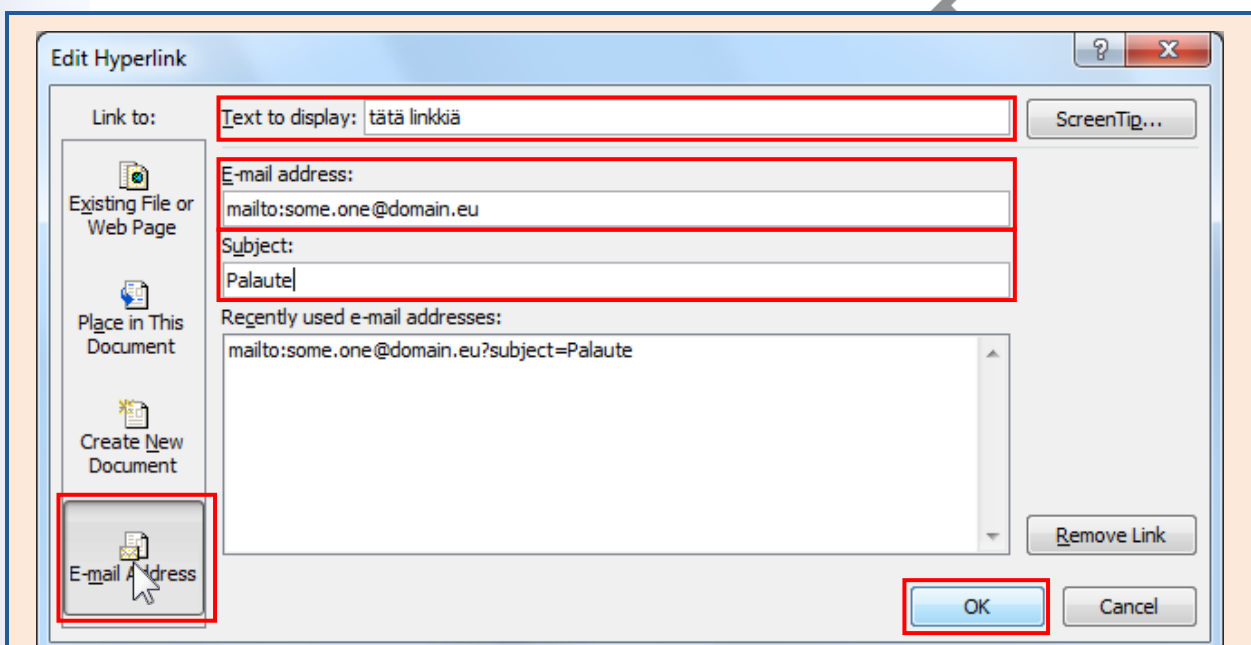 Edit Hyperlink
Link to:
Text to display: tätä linkkiä
ScreenTip...
Existing File or
Web Page
E-mail address:
mailto:some.one@domain.eu
Subject:
Palaute
Place in This
Document
Recently used e-mail addresses:
mailto:some.one@domain.eu?subject=Palaute
Create New
Document
E-mail Address
Remove Link
OK
Cancel